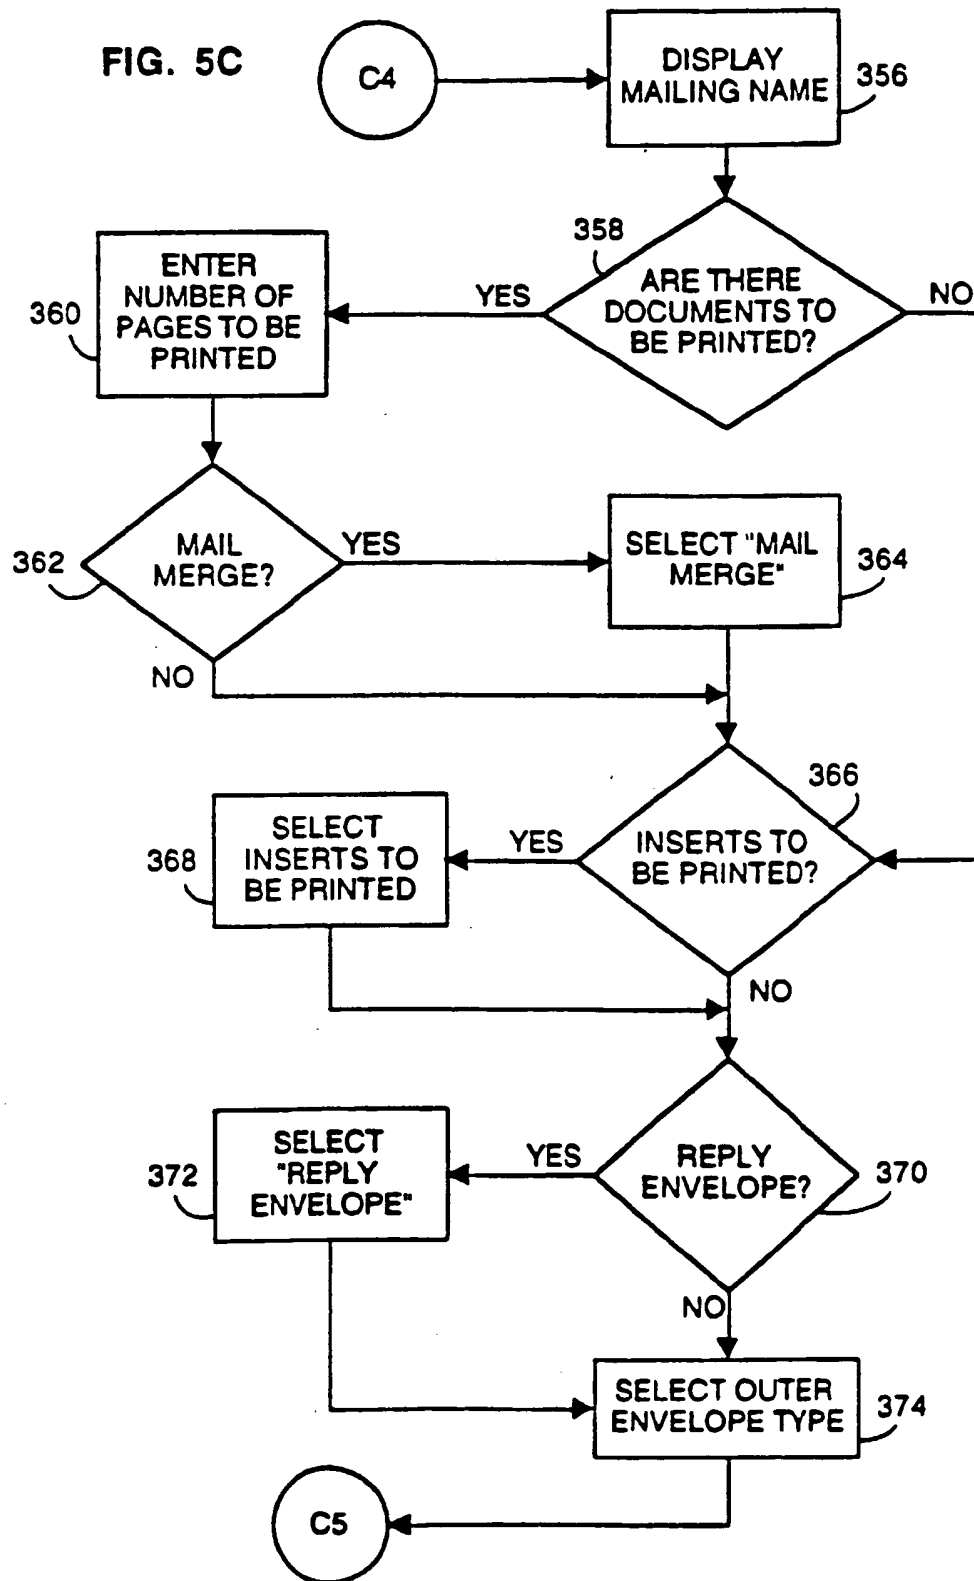 FIG. 5C
C4
DISPLAY
MAILING NAME
356
358
ARE THERE
DOCUMENTS TO
BE PRINTED?
YES
NO
ENTER
NUMBER OF
PAGES TO BE
PRINTED
360
362
MAIL
MERGE?
YES
NO
SELECT "MAIL
MERGE"
364
366
INSERTS TO
BE PRINTED?
YES
NO
SELECT
INSERTS TO
BE PRINTED
368
REPLY
ENVELOPE?
370
YES
NO
SELECT
"REPLY
ENVELOPE"
372
SELECT OUTER
ENVELOPE TYPE
374
C5